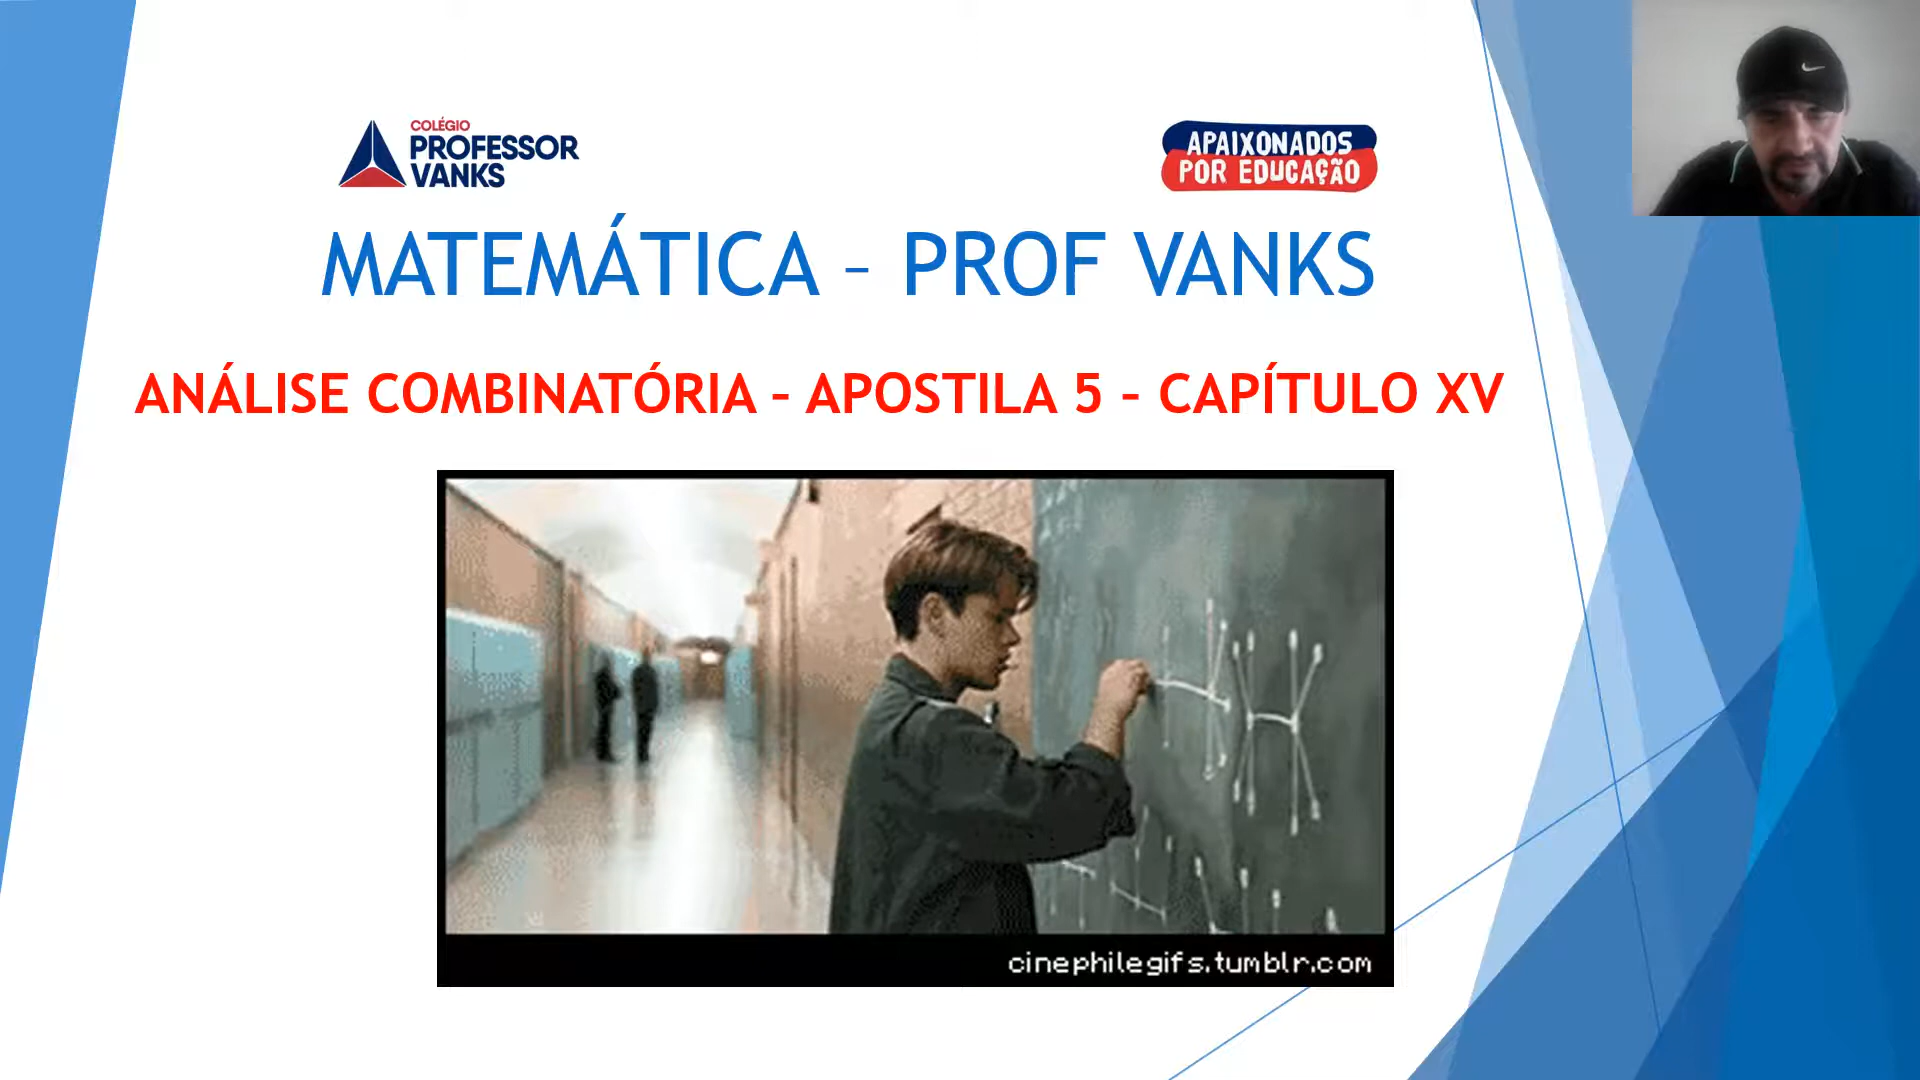 COLÉGIO
PROFESSOR
VANKS
APAIXONADOS
POR EDUCAÇÃO
MATEMÁTICA – PROF VANKS
ANÁLISE COMBINATÓRIA – APOSTILA 5 – CAPÍTULO XV
cinephilegifs.tumblr.com